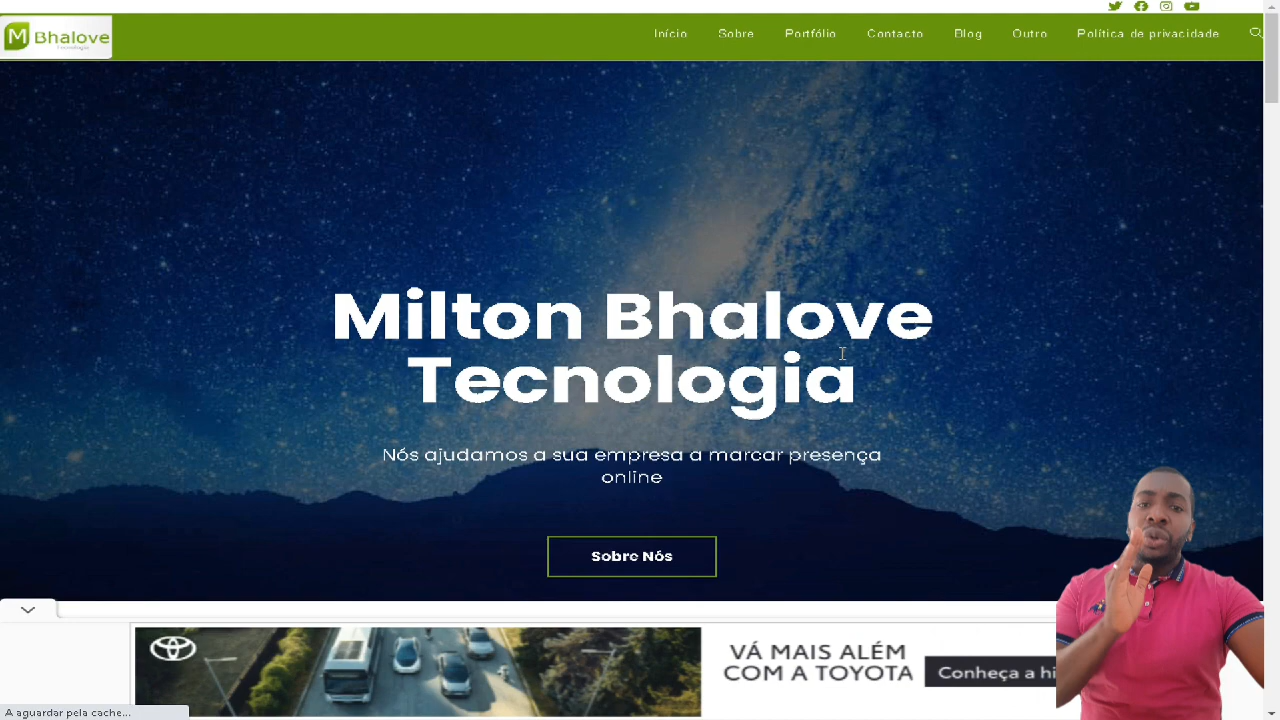 M Bhalove
Tecnologia
Início Sobre Portfólio Contacto Blog Outro Política de privacidade
Milton Bhalove
Tecnologia
Nós ajudamos a sua empresa a marcar presença
online
Sobre Nós
VÁ MAIS ALÉM
COM A TOYOTA
Conheça a hi
A aguardar pela cache...